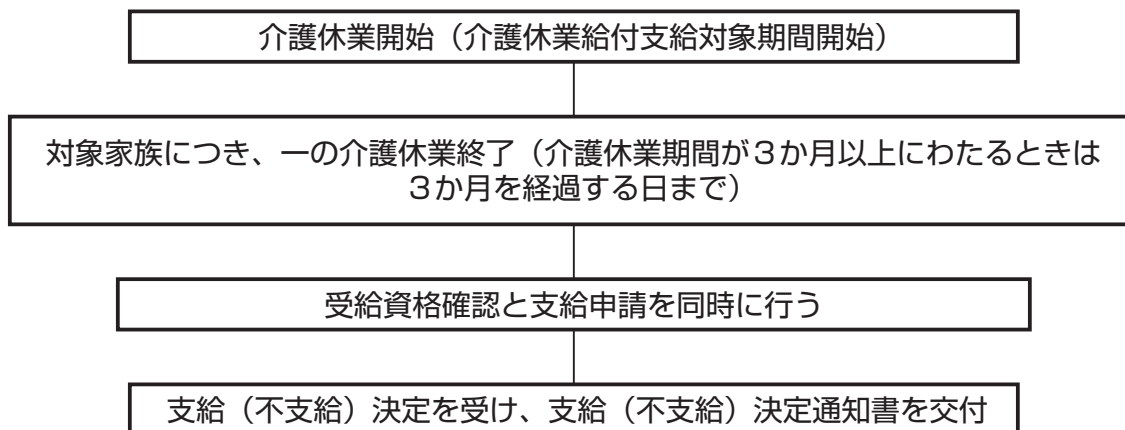 介護休業開始（介護休業給付支給対象期間開始）
対象家族につき、一の介護休業終了（介護休業期間が３か月以上にわたるときは
３か月を経過する日まで）
受給資格確認と支給申請を同時に行う
支給（不支給）決定を受け、支給（不支給）決定通知書を交付